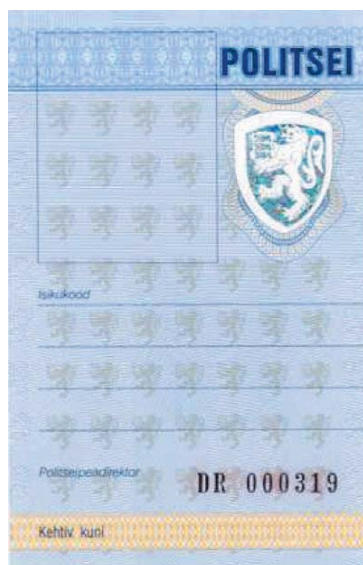 POLITSEI
Isikukood
Politseipeadirektor
DR 000319
Kehtiv kuni